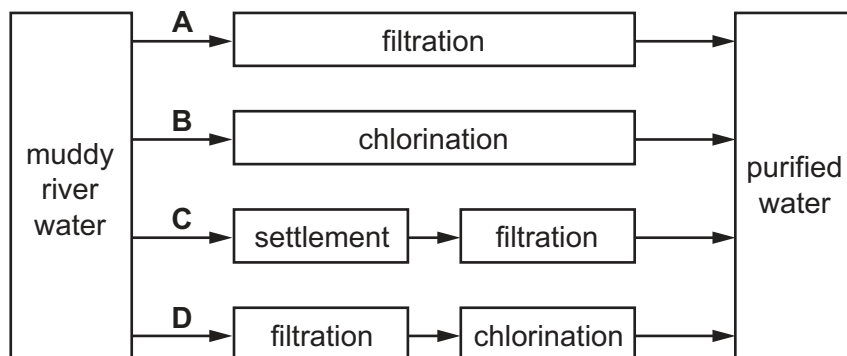 muddy
river
water
A
filtration
B
chlorination
C
settlement
filtration
D
filtration
chlorination
purified
water